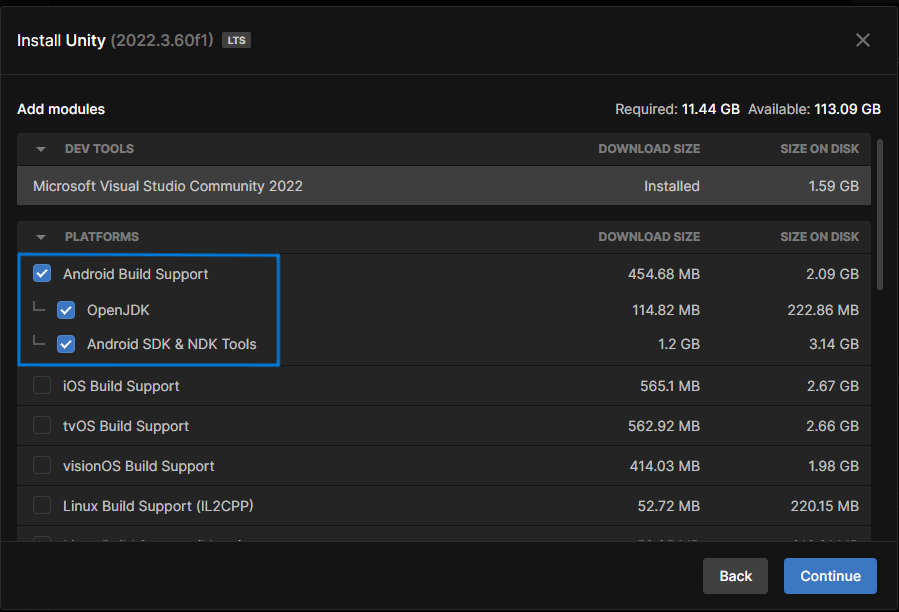 Install Unity (2022.3.60f1) LTS
Add modules Required: 11.44 GB Available: 113.09 GB
DEV TOOLS DOWNLOAD SIZE SIZE ON DISK
Microsoft Visual Studio Community 2022 Installed 1.59 GB
PLATFORMS DOWNLOAD SIZE SIZE ON DISK
Android Build Support 454.68 MB 2.09 GB
OpenJDK 114.82 MB 222.86 MB
Android SDK & NDK Tools 1.2 GB 3.14 GB
iOS Build Support 565.1 MB 2.67 GB
tvOS Build Support 562.92 MB 2.66 GB
visionOS Build Support 414.03 MB 1.98 GB
Linux Build Support (IL2CPP) 52.72 MB 220.15 MB
Back Continue